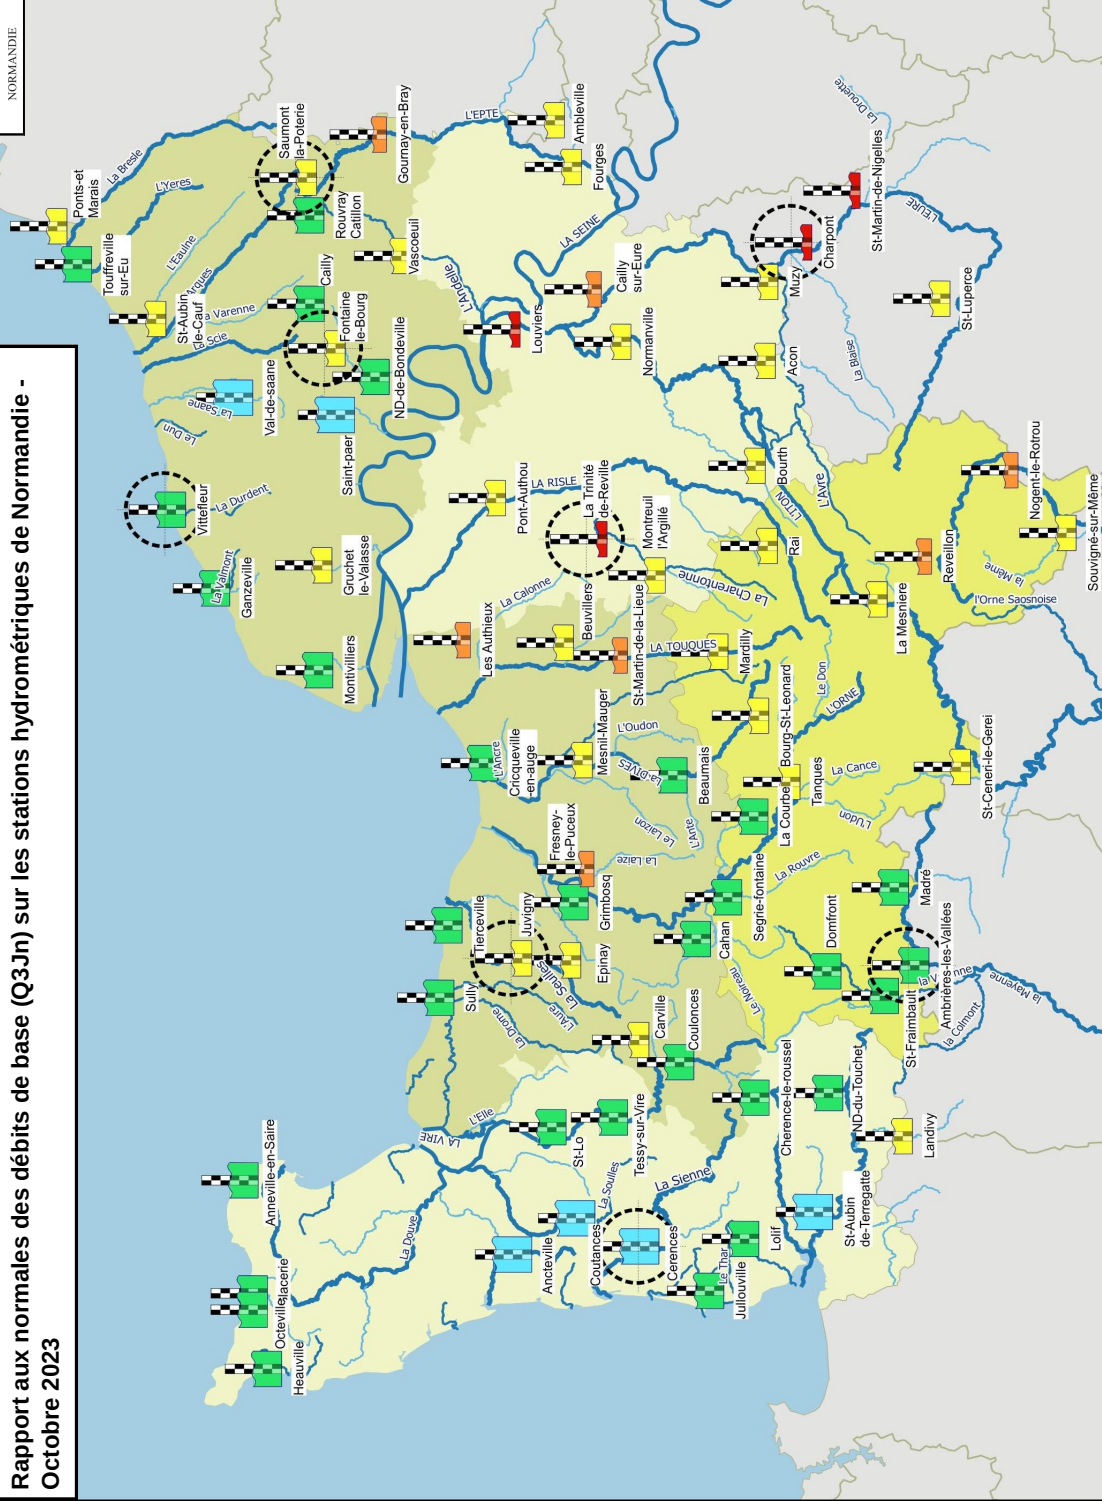 Rapport aux normales des débits de base (Q3Jn) sur les stations hydrométriques de Normandie -
Octobre 2023
NORMANDIE
Heauville
Octeville
lacerie
Anneville-en-Saire
La Douve
Ancteville
Coutances
La Soulles
Cerences
Le Thar
Jullouville
Lolif
La Sienne
St-Aubin
de-Terregatte
Landivy
ND-du-Touchet
Cherence-le-roussel
LA VIRE
L'Elle
St-Lo
Tessy-sur-Vire
Coulonces
Carville
La Drome
L'Aure
La Seulles
Sully
Tierceville
Juvigny
Epinay
Grimbosq
Fresney-
le-Puceux
La Laize
Le Laizon
L'Ante
Cahan
Segrie-fontaine
Le Noireau
La Rouvre
Domfront
St-Fraimbault
Ambrières-les-Vallées
la Colmont
la Mayenne
Madré
L'Udon
La Cance
Tanques
La Courbe
Beaumais
La DIVES
L'Oudon
Mesnil-Mauger
L'Ancre
Cricqueville
-en-auge
Bourg-St-Leonard
L'ORNE
Le Don
St-Ceneri-le-Gerei
Mardilly
LA TOUQUES
St-Martin-de-la-Lieue
Beuvillers
Les Authieux
La Calonne
La Charentonne
Montreuil
l'Argillé
La Trinité
de-Reville
LA RISLE
Pont-Authou
Rai
La Mesniere
Reveillon
l'Orne Saosnoise
la Même
Souvigné-sur-Même
Nogent-le-Rotrou
Bourth
L'ITON
L'Avre
Acon
La Blaise
St-Luperce
L'EURE
St-Martin-de-Nigelles
La Drouette
Charpont
Muzy
Normanville
Cailly
sur-Eure
Louviers
LA SEINE
L'Andelle
Vascoeuil
Fourges
Ambleville
L'EPTE
Gournay-en-Bray
Saumont
la-Poterie
Rouvray
Catillon
Cailly
Fontaine
le-Bourg
ND-de-Bondeville
Saint-paer
Val-de-saane
La Saane
Le Dun
Vittefleur
La Durdent
La Valmont
Ganzeville
Gruchet
le-Valasse
Montivilliers
La Scie
a Varenne
Arques
St-Aubin
le-Cauf
L'Eaulne
L'Yeres
La Bresle
Touffreville
sur-Eu
Ponts-et
Marais